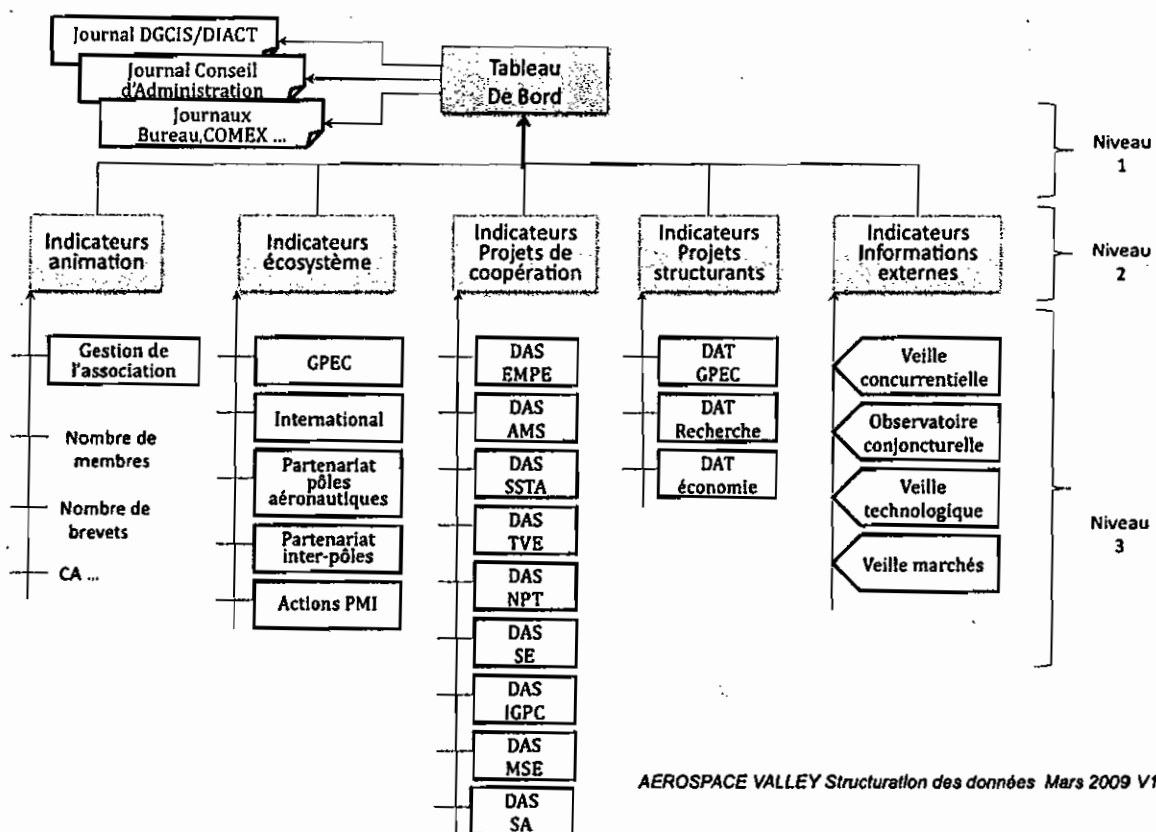 Journal DGCIS/DIACT
Journal Conseil
d'Administration
Journaux
Bureau,COMEX ...
Tableau
De Bord
Niveau
1
Indicateurs
animation
Indicateurs
écosystème
Indicateurs
Projets de
coopération
Indicateurs
Projets
structurants
Indicateurs
Informations
externes
Niveau
2
Gestion de
l'association
Nombre de
membres
Nombre de
brevets
CA ...
GPEC
International
Partenariat
pôles
aéronautiques
Partenariat
inter-pôles
Actions PMI
DAS
EMPE
DAS
AMS
DAS
SSTA
DAS
TVE
DAS
NPT
DAS
SE
DAS
IGPC
DAS
MSE
DAS
SA
DAT
GPEC
DAT
Recherche
DAT
économie
Veille
concurrentielle
Observatoire
conjoncturelle
Veille
technologique
Veille marchés
Niveau
3
AEROSPACE VALLEY Structuration des données Mars 2009 V1